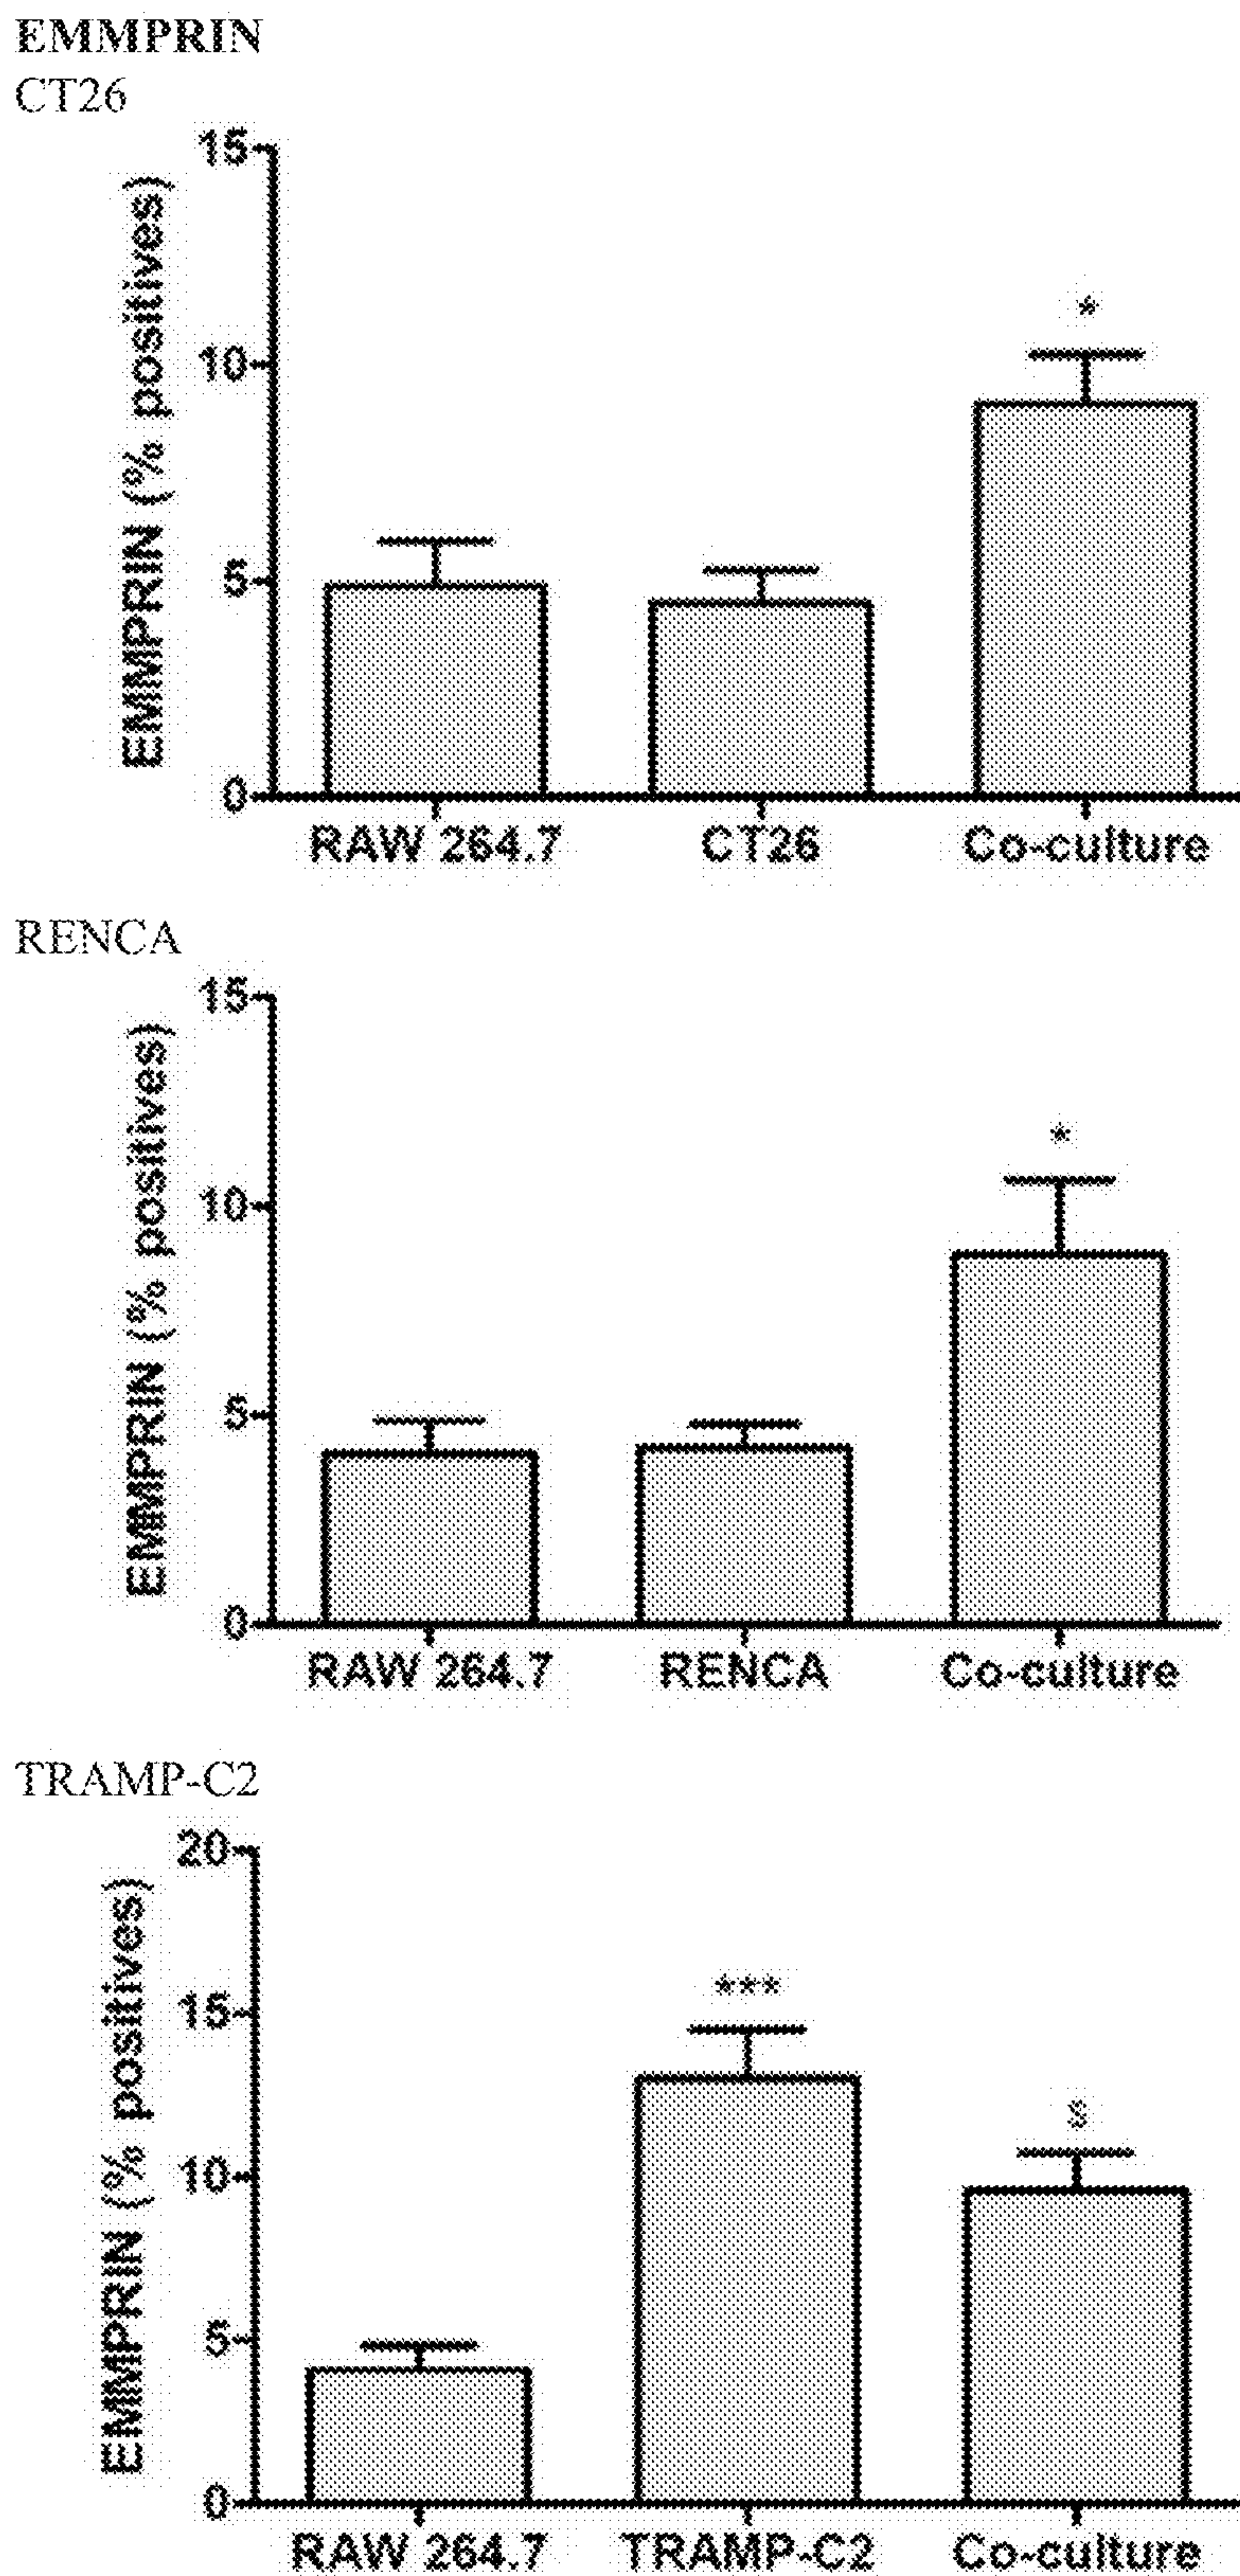 EMMPRIN
CT26
EMMPRIN (% positives)
15
10
5
0
*
RAW 264.7 CT26 Co-culture
RENCA
EMMPRIN (% positives)
15
10
5
0
*
RAW 264.7 RENCA Co-culture
TRAMP-C2
EMMPRIN (% positives)
20
15
10
5
0
***
§
RAW 264.7 TRAMP-C2 Co-culture